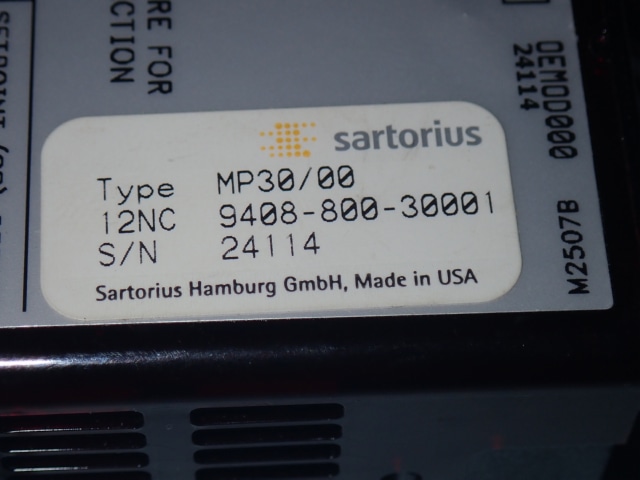 RE FOR
CTION
OEMOD000
24114
M2507B
sartorius
Type MP30/00
12NC 9408-800-30001
S/N 24114
Sartorius Hamburg GmbH, Made in USA